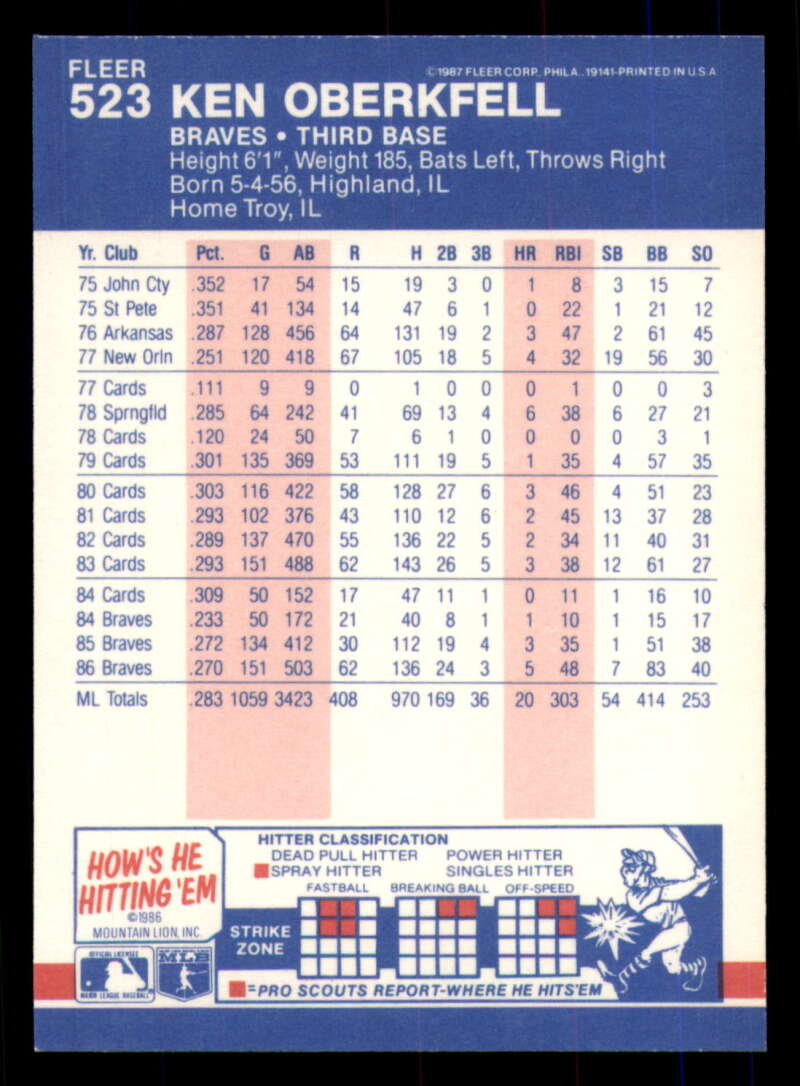 FLEER
©1987 FLEER CORP., PHILA., 19141-PRINTED IN U.S.A
523 KEN OBERKFELL
BRAVES • THIRD BASE
Height 6'1", Weight 185, Bats Left, Throws Right
Born 5-4-56, Highland, IL
Home Troy, IL
Yr. Club Pct. G AB R H 2B 3B HR RBI SB BB SO
75 John Cty .352 17 54 15 19 3 0 1 8 3 15 7
75 St Pete .351 41 134 14 47 6 1 0 22 1 21 12
76 Arkansas .287 128 456 64 131 19 2 3 47 2 61 45
77 New Orln .251 120 418 67 105 18 5 4 32 19 56 30
77 Cards .111 9 9 0 1 0 0 0 1 0 0 3
78 Sprngfld .285 64 242 41 69 13 4 6 38 6 27 21
78 Cards .120 24 50 7 6 1 0 0 0 0 3 1
79 Cards .301 135 369 53 111 19 5 1 35 4 57 35
80 Cards .303 116 422 58 128 27 6 3 46 4 51 23
81 Cards .293 102 376 43 110 12 6 2 45 13 37 28
82 Cards .289 137 470 55 136 22 5 2 34 11 40 31
83 Cards .293 151 488 62 143 26 5 3 38 12 61 27
84 Cards .309 50 152 17 47 11 1 0 11 1 16 10
84 Braves .233 50 172 21 40 8 1 1 10 1 15 17
85 Braves .272 134 412 30 112 19 4 3 35 1 51 38
86 Braves .270 151 503 62 136 24 3 5 48 7 83 40
ML Totals .283 1059 3423 408 970 169 36 20 303 54 414 253
HOW'S HE
HITTING 'EM
©1986
MOUNTAIN LION, INC.
HITTER CLASSIFICATION
DEAD PULL HITTER POWER HITTER
SPRAY HITTER SINGLES HITTER
FASTBALL BREAKING BALL OFF-SPEED
STRIKE
ZONE
=PRO SCOUTS REPORT-WHERE HE HITS'EM
OFFICIAL LICENSEE
MAJOR LEAGUE BASEBALL
MLB